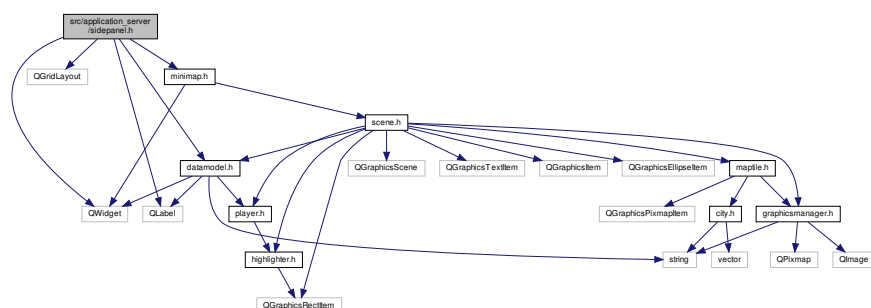 src/application_server
/sidepanel.h
QGridLayout
minimap.h
scene.h
datamodel.h
QGraphicsScene
QGraphicsTextItem
QGraphicsItem
QGraphicsEllipseItem
maptile.h
QWidget
QLabel
player.h
QGraphicsPixmapItem
city.h
graphicsmanager.h
highlighter.h
string
vector
QPixmap
QImage
QGraphicsRectItem